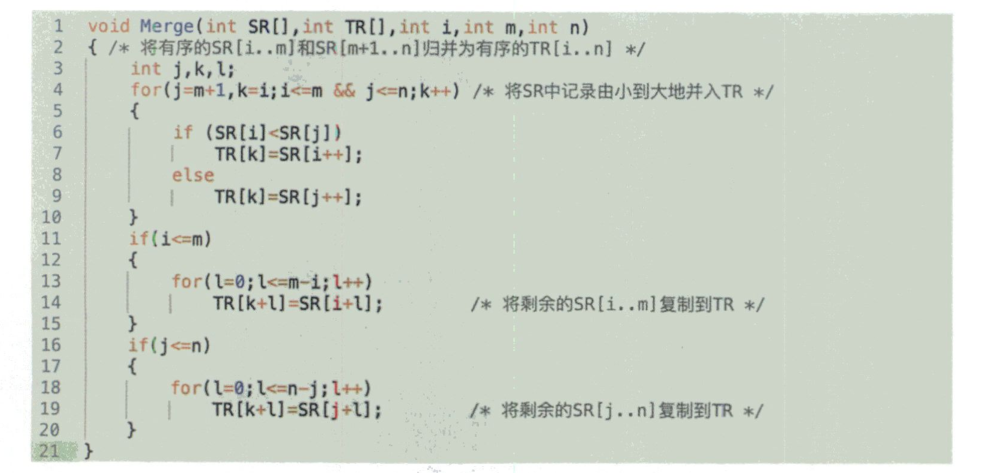 1 void Merge(int SR[],int TR[],int i,int m,int n)
2 { /* 将有序的SR[i..m]和SR[m+1..n]归并为有序的TR[i..n] */
3 int j,k,l;
4 for(j=m+1,k=i;i<=m && j<=n;k++) /* 将SR中记录由小到大地并入TR */
5 {
6 if (SR[i]<SR[j])
7 TR[k]=SR[i++];
8 else
9 TR[k]=SR[j++];
10 }
11 if(i<=m)
12 {
13 for(l=0;l<=m-i;l++)
14 TR[k+l]=SR[i+l]; /* 将剩余的SR[i..m]复制到TR */
15 }
16 if(j<=n)
17 {
18 for(l=0;l<=n-j;l++)
19 TR[k+l]=SR[j+l]; /* 将剩余的SR[j..n]复制到TR */
20 }
21 }